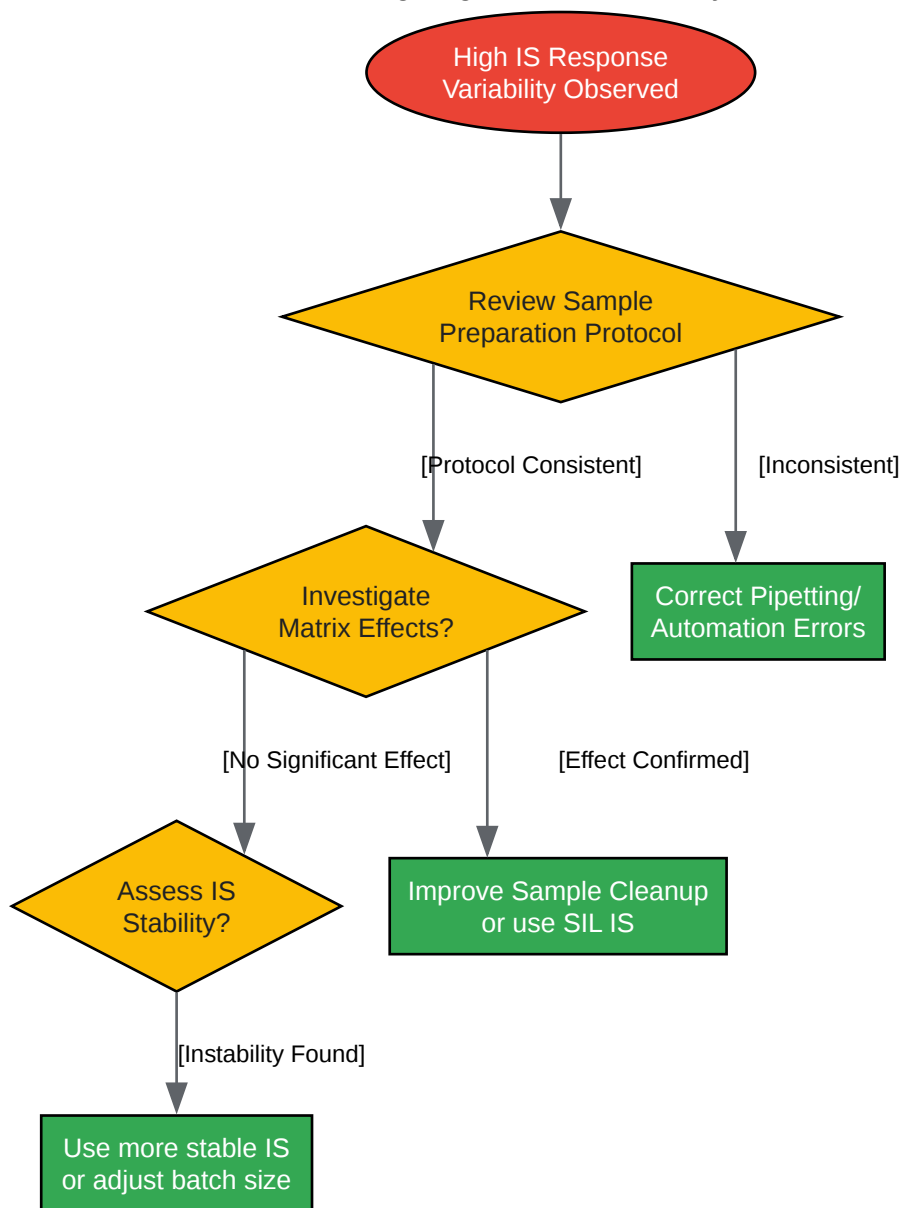 High IS Response
Variability Observed
Review Sample
Preparation Protocol
[Protocol Consistent]
[Inconsistent]
Investigate
Matrix Effects?
Correct Pipetting/
Automation Errors
[No Significant Effect]
[Effect Confirmed]
Assess IS
Stability?
Improve Sample Cleanup
or use SIL IS
[Instability Found]
Use more stable IS
or adjust batch size